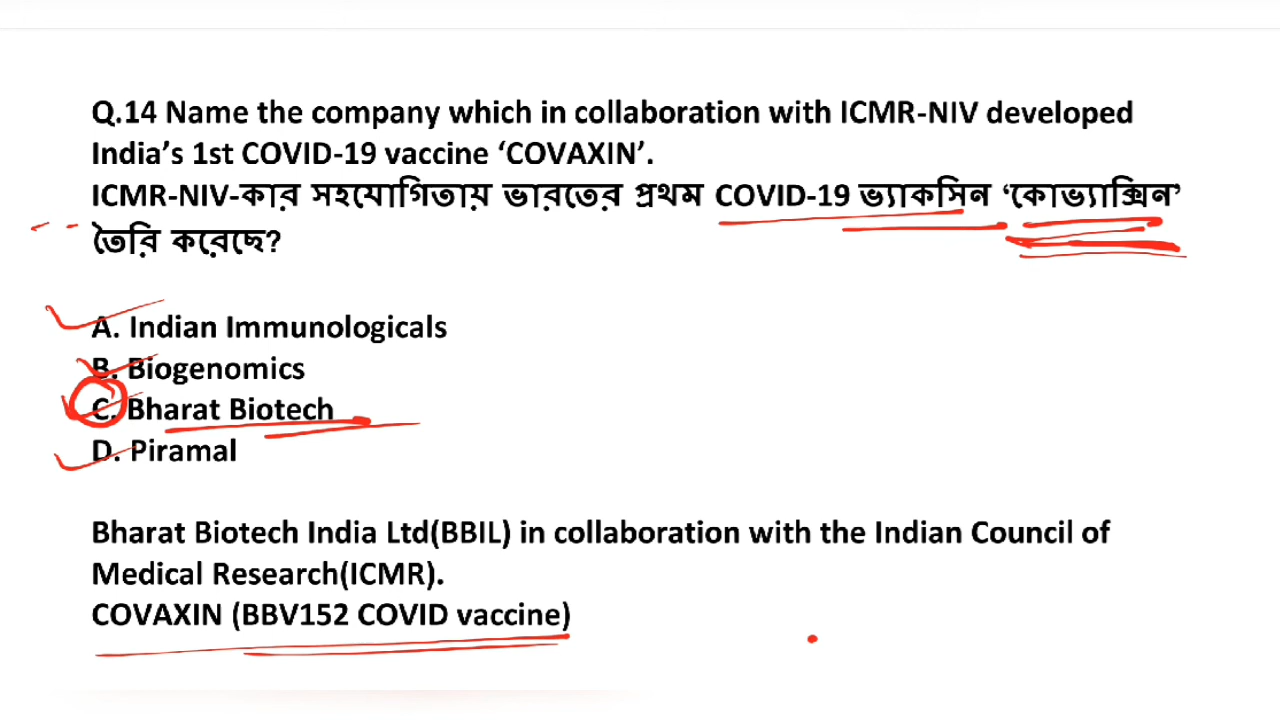 Q.14 Name the company which in collaboration with ICMR-NIV developed
India’s 1st COVID-19 vaccine ‘COVAXIN’.
ICMR-NIV-কার সহযোগিতায় ভারতের প্রথম COVID-19 ভ্যাকসিন ‘কোভ্যাক্সিন’
তৈরি করেছে?
A. Indian Immunologicals
B. Biogenomics
C. Bharat Biotech
D. Piramal
Bharat Biotech India Ltd(BBIL) in collaboration with the Indian Council of
Medical Research(ICMR).
COVAXIN (BBV152 COVID vaccine)